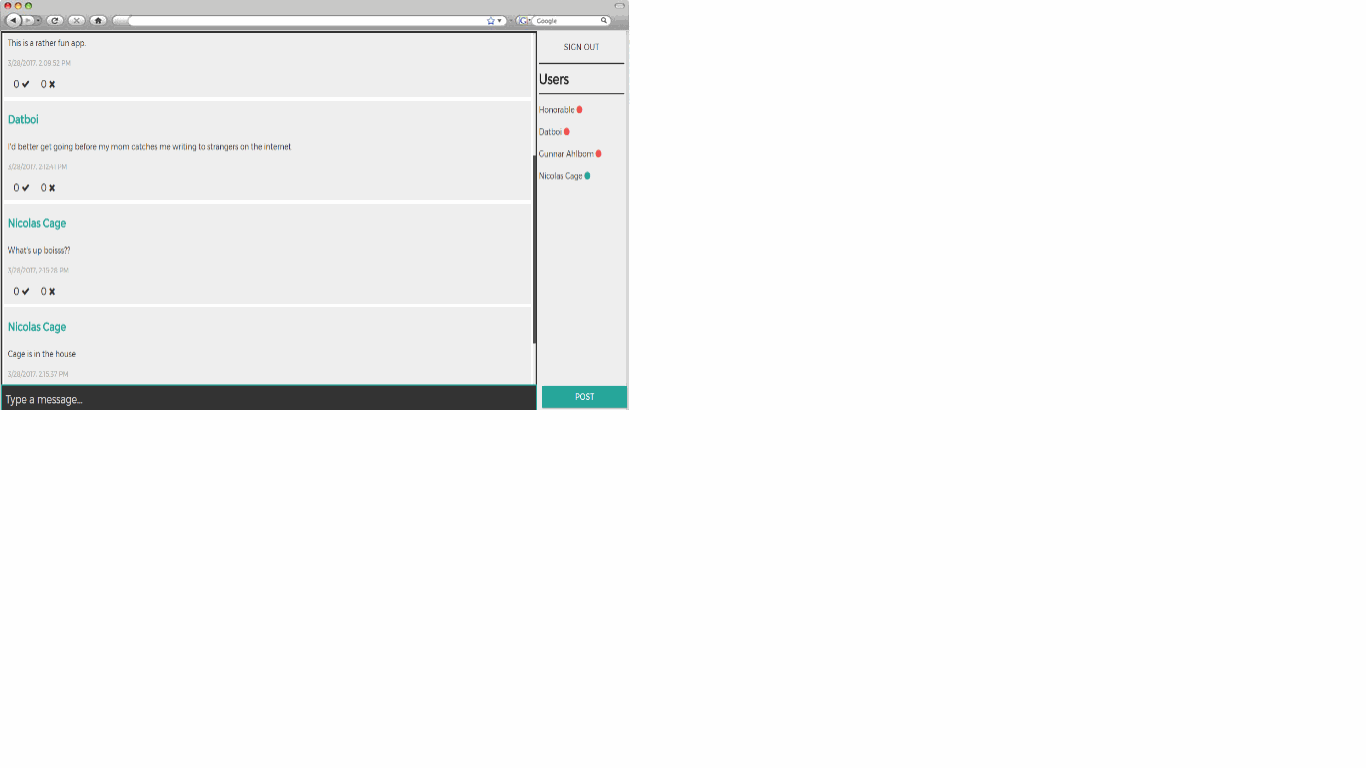 Google
This is a rather fun app.
3/28/2017, 2:09:52 PM
0 0
Datboi
I'd better get going before my mom catches me writing to strangers on the internet
3/28/2017, 2:12:41 PM
0 0
Nicolas Cage
What's up boisss??
3/28/2017, 2:15:26 PM
0 0
Nicolas Cage
Cage is in the house
3/28/2017, 2:15:37 PM
Type a message...
SIGN OUT
Users
Honorable
Datboi
Gunnar Ahlbom
Nicolas Cage
POST